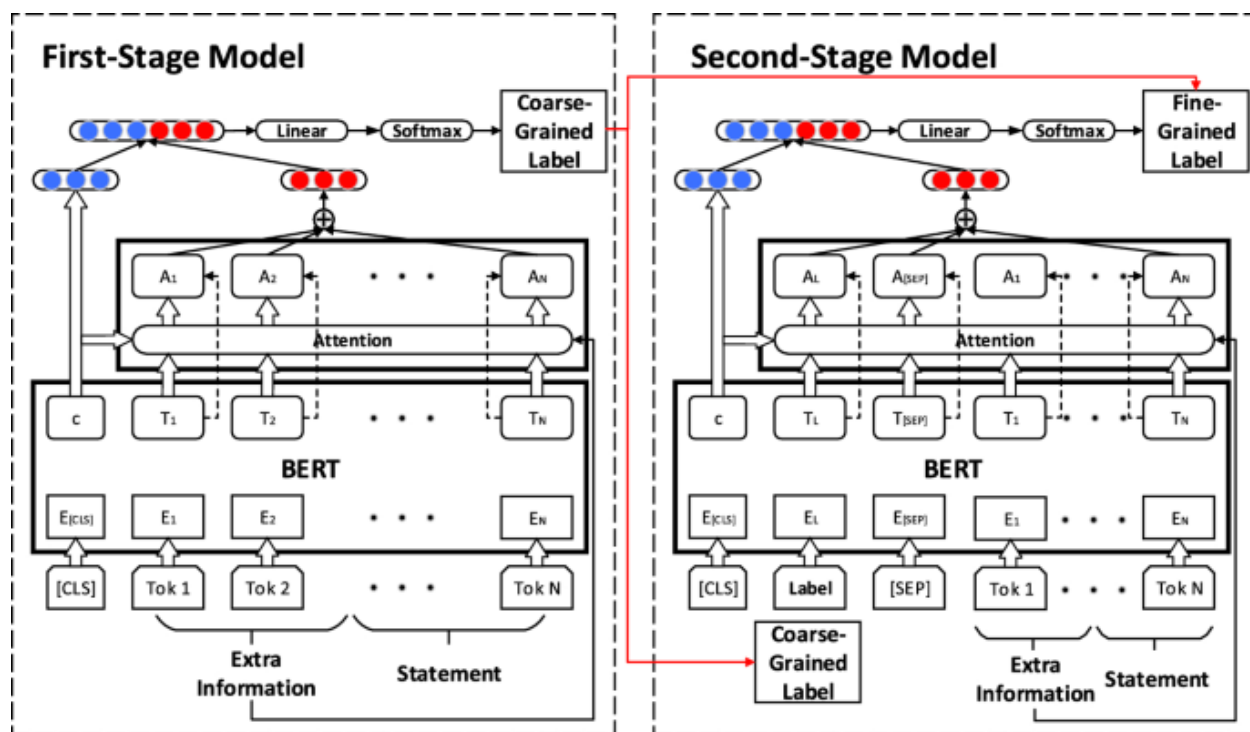 First-Stage Model
Coarse-
Grained
Label
Linear
Softmax
A1
A2
• • •
AN
Attention
C
T1
T2
• • •
TN
BERT
E[CLS]
E1
E2
• • •
EN
[CLS]
Tok 1
Tok 2
• • •
Tok N
Extra
Information
Statement
Second-Stage Model
Fine-
Grained
Label
Linear
Softmax
AL
A[SEP]
A1
• • •
AN
Attention
C
TL
T[SEP]
T1
• • •
TN
BERT
E[CLS]
EL
E[SEP]
E1
• • •
EN
[CLS]
Label
[SEP]
Tok 1
• • •
Tok N
Coarse-
Grained
Label
Extra
Information
Statement